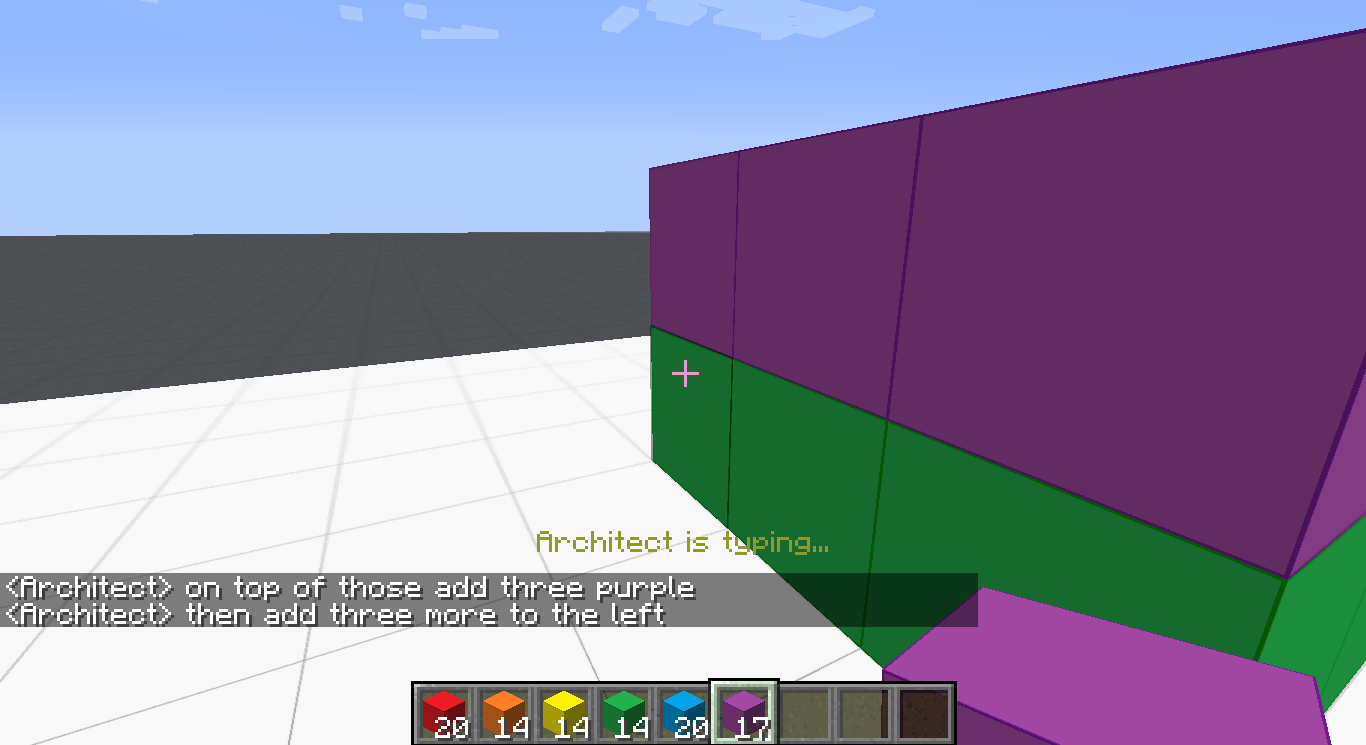 Architect is typing...
<Architect> on top of those add three purple
<Architect> then add three more to the left
20 14 14 14 20 17